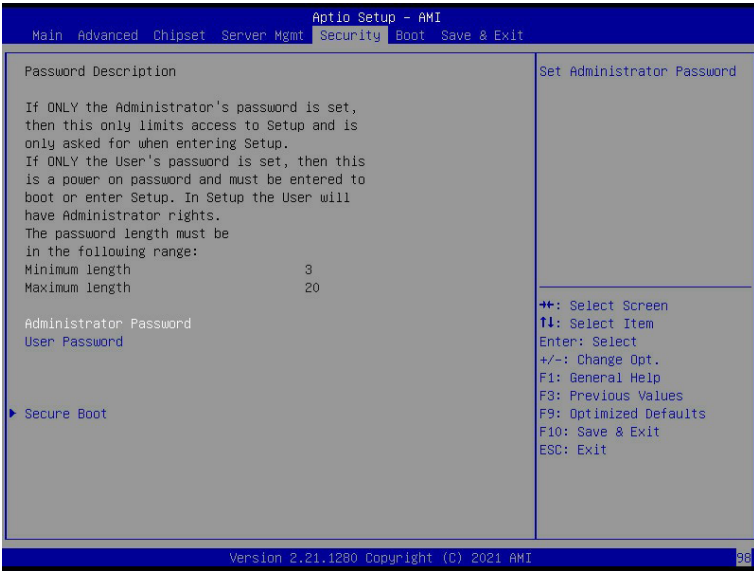 Aptio Setup – AMI
Main Advanced Chipset Server Mgmt Security Boot Save & Exit
Password Description
If ONLY the Administrator's password is set,
then this only limits access to Setup and is
only asked for when entering Setup.
If ONLY the User's password is set, then this
is a power on password and must be entered to
boot or enter Setup. In Setup the User will
have Administrator rights.
The password length must be
in the following range:
Minimum length 3
Maximum length 20
Administrator Password
User Password
Secure Boot
Set Administrator Password
→←: Select Screen
↑↓: Select Item
Enter: Select
+/-: Change Opt.
F1: General Help
F3: Previous Values
F9: Optimized Defaults
F10: Save & Exit
ESC: Exit
Version 2.21.1280 Copyright (C) 2021 AMI
98